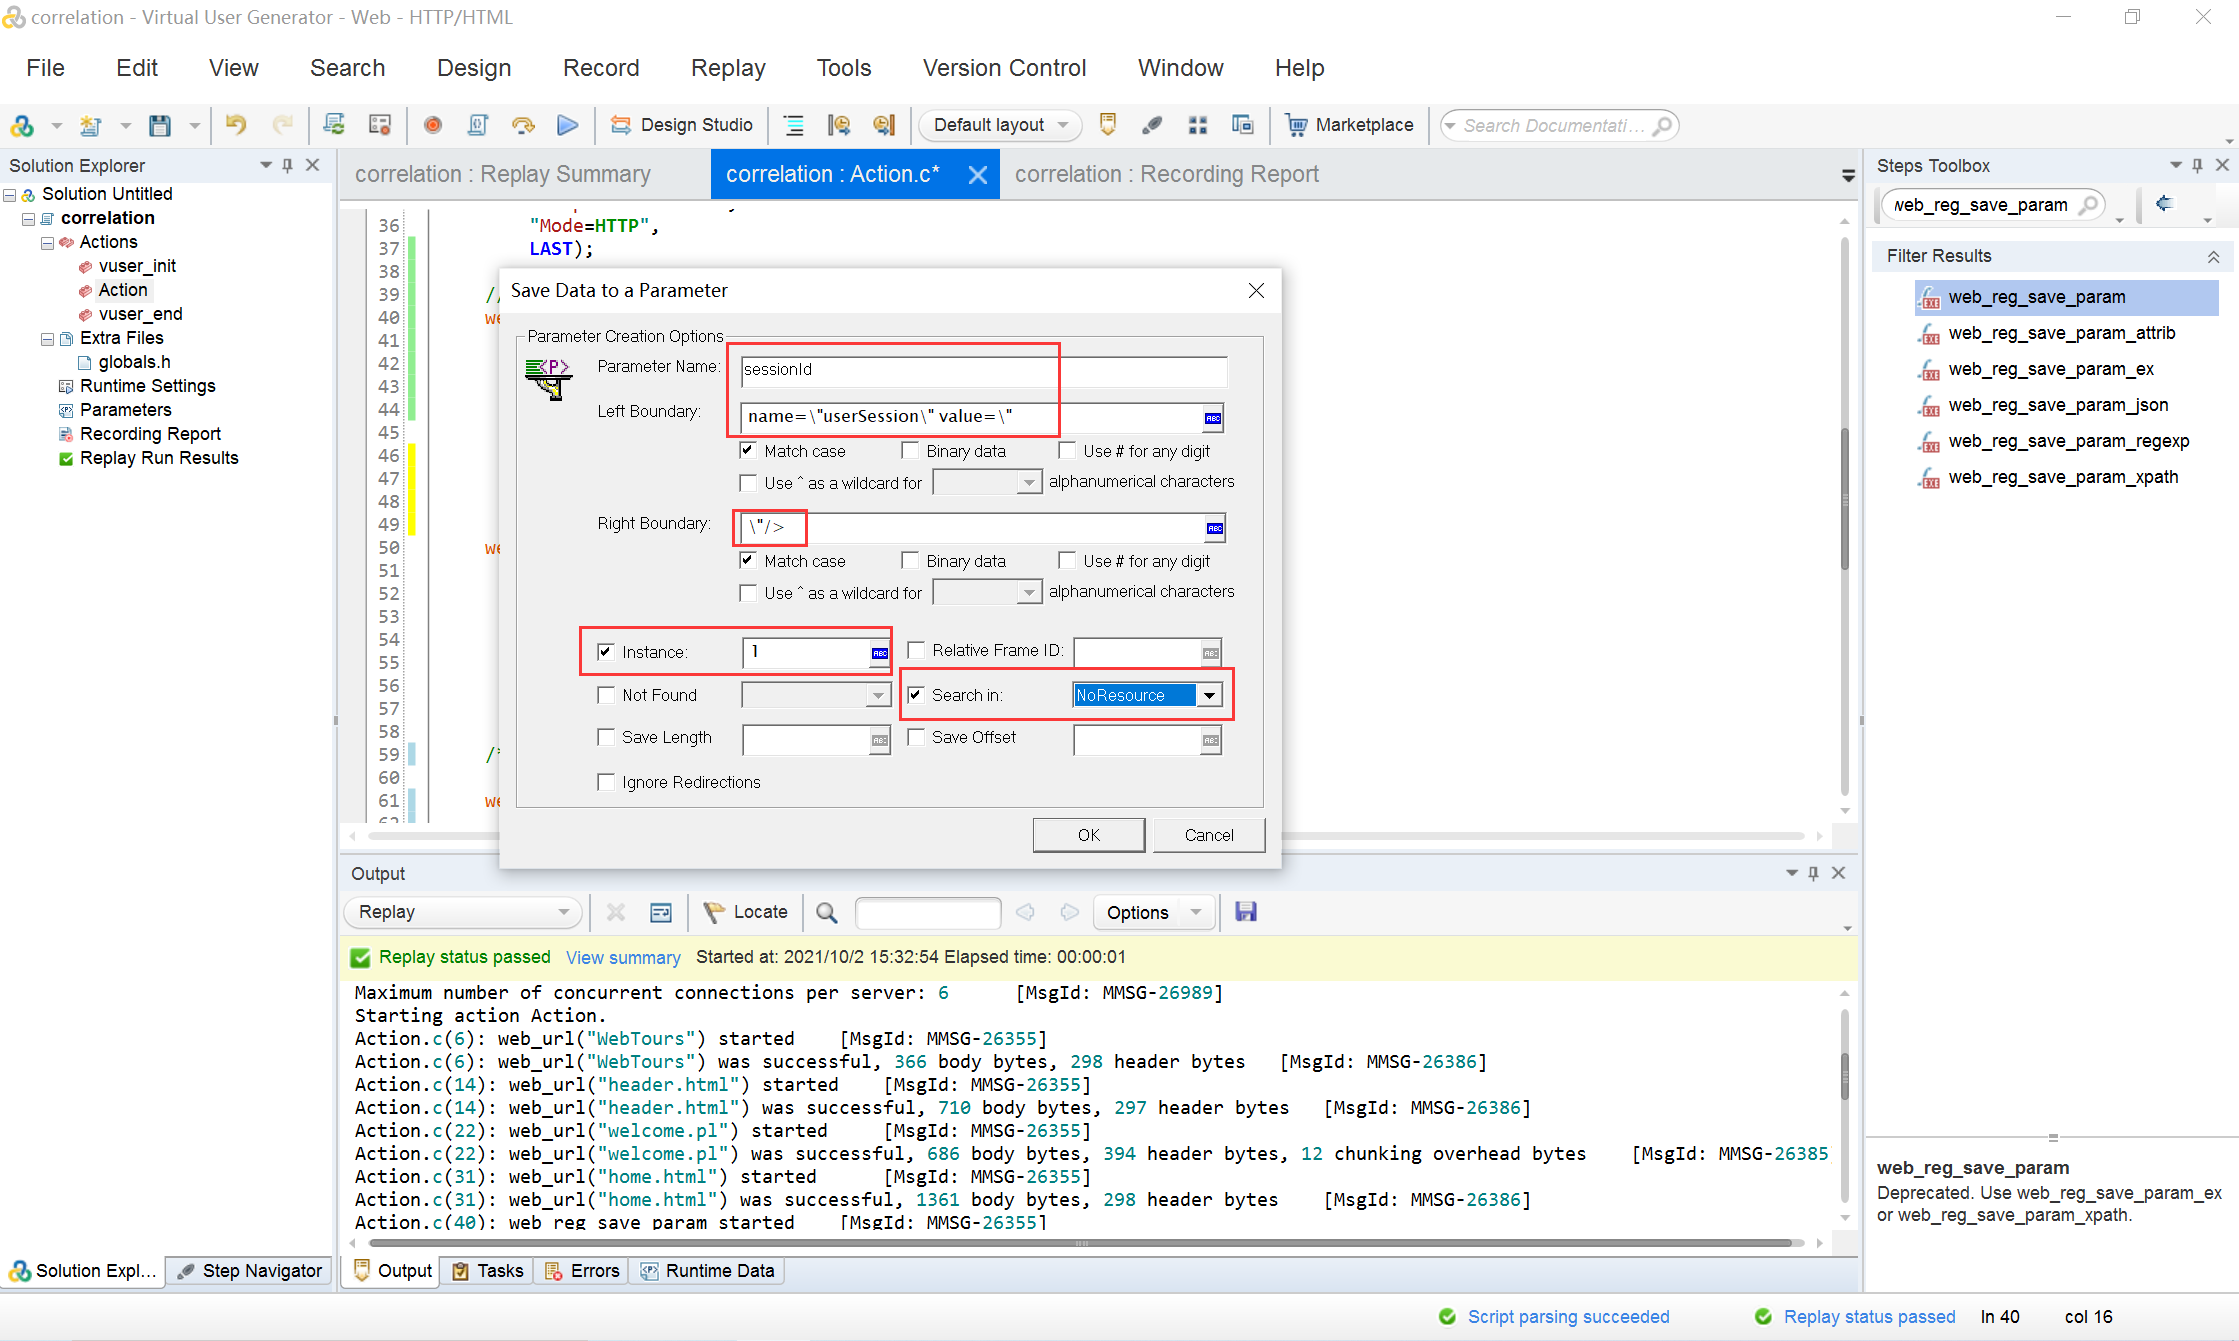 correlation - Virtual User Generator - Web - HTTP/HTML
File Edit View Search Design Record Replay Tools Version Control Window Help
Design Studio Default layout Marketplace Search Documentati...
Solution Explorer
Solution Untitled
correlation
Actions
vuser_init
Action
vuser_end
Extra Files
globals.h
Runtime Settings
Parameters
Recording Report
Replay Run Results
correlation : Replay Summary
correlation : Action.c*
correlation : Recording Report
36 "Mode=HTTP",
37 LAST);
38
39 //
40 we
41
42
43
44
45
46
47
48
49
50 we
51
52
53
54
55
56
57
58
59 /*
60
61 we
62
Save Data to a Parameter
Parameter Creation Options
Parameter Name: sessionId
Left Boundary: name=\"userSession\" value=\"
ABC
Match case Binary data Use # for any digit
Use ^ as a wildcard for alphanumerical characters
Right Boundary: \"/>
ABC
Match case Binary data Use # for any digit
Use ^ as a wildcard for alphanumerical characters
Instance: 1 ABC Relative Frame ID:
Not Found Search in: NoResource
Save Length Save Offset
Ignore Redirections
OK Cancel
Steps Toolbox
web_reg_save_param
Filter Results
web_reg_save_param
web_reg_save_param_attrib
web_reg_save_param_ex
web_reg_save_param_json
web_reg_save_param_regexp
web_reg_save_param_xpath
web_reg_save_param
Deprecated. Use web_reg_save_param_ex
or web_reg_save_param_xpath.
Output
Replay Locate Options
Replay status passed View summary Started at: 2021/10/2 15:32:54 Elapsed time: 00:00:01
Maximum number of concurrent connections per server: 6 [MsgId: MMSG-26989]
Starting action Action.
Action.c(6): web_url("WebTours") started [MsgId: MMSG-26355]
Action.c(6): web_url("WebTours") was successful, 366 body bytes, 298 header bytes [MsgId: MMSG-26386]
Action.c(14): web_url("header.html") started [MsgId: MMSG-26355]
Action.c(14): web_url("header.html") was successful, 710 body bytes, 297 header bytes [MsgId: MMSG-26386]
Action.c(22): web_url("welcome.pl") started [MsgId: MMSG-26355]
Action.c(22): web_url("welcome.pl") was successful, 686 body bytes, 394 header bytes, 12 chunking overhead bytes [MsgId: MMSG-26385
Action.c(31): web_url("home.html") started [MsgId: MMSG-26355]
Action.c(31): web_url("home.html") was successful, 1361 body bytes, 298 header bytes [MsgId: MMSG-26386]
Action.c(40): web_reg_save_param started [MsgId: MMSG-26355]
Solution Expl... Step Navigator
Output Tasks Errors Runtime Data
Script parsing succeeded Replay status passed ln 40 col 16